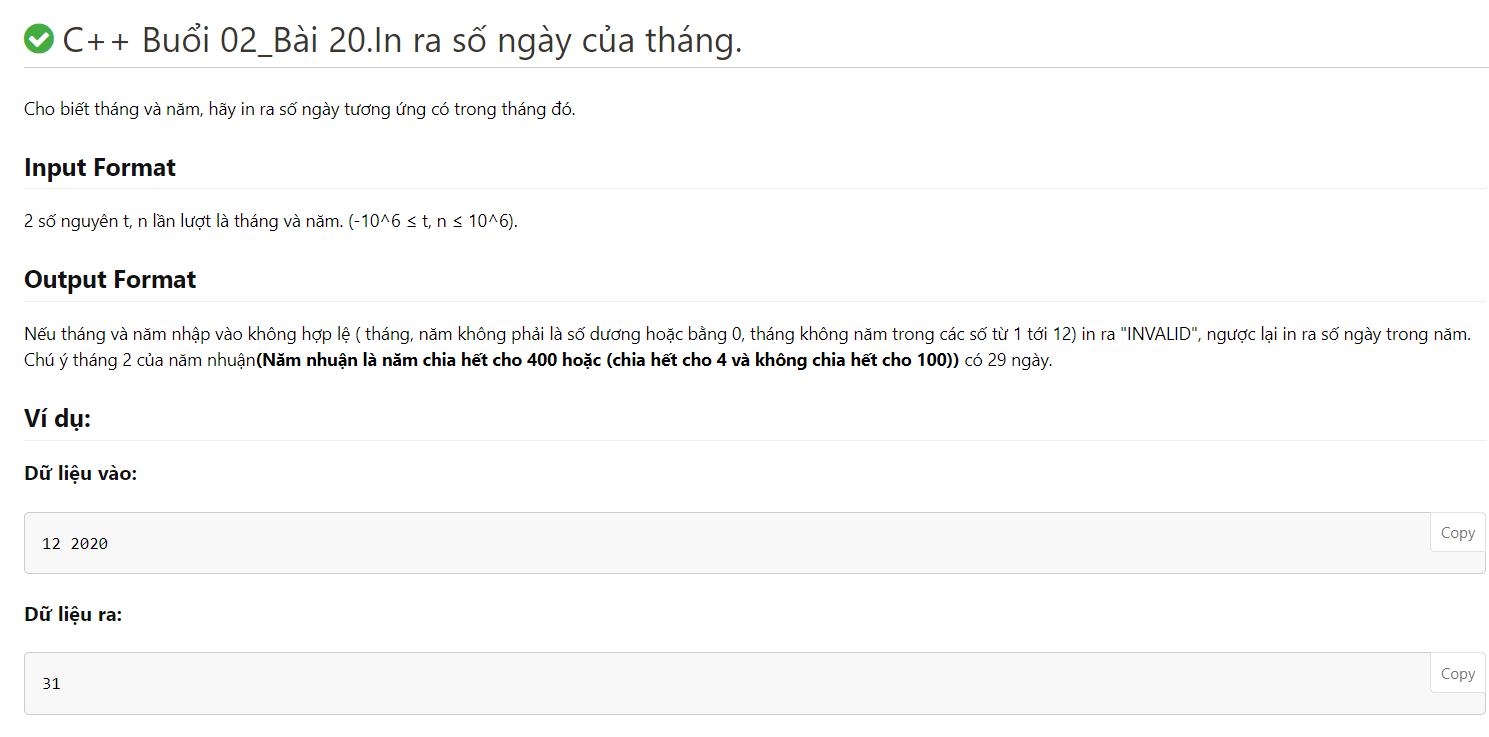 C++ Buổi 02_Bài 20.In ra số ngày của tháng.
Cho biết tháng và năm, hãy in ra số ngày tương ứng có trong tháng đó.
Input Format
2 số nguyên t, n lần lượt là tháng và năm. (-10^6 ≤ t, n ≤ 10^6).
Output Format
Nếu tháng và năm nhập vào không hợp lệ ( tháng, năm không phải là số dương hoặc bằng 0, tháng không năm trong các số từ 1 tới 12) in ra "INVALID", ngược lại in ra số ngày trong năm.
Chú ý tháng 2 của năm nhuận(Năm nhuận là năm chia hết cho 400 hoặc (chia hết cho 4 và không chia hết cho 100)) có 29 ngày.
Ví dụ:
Dữ liệu vào:
Copy
12 2020
Dữ liệu ra:
Copy
31